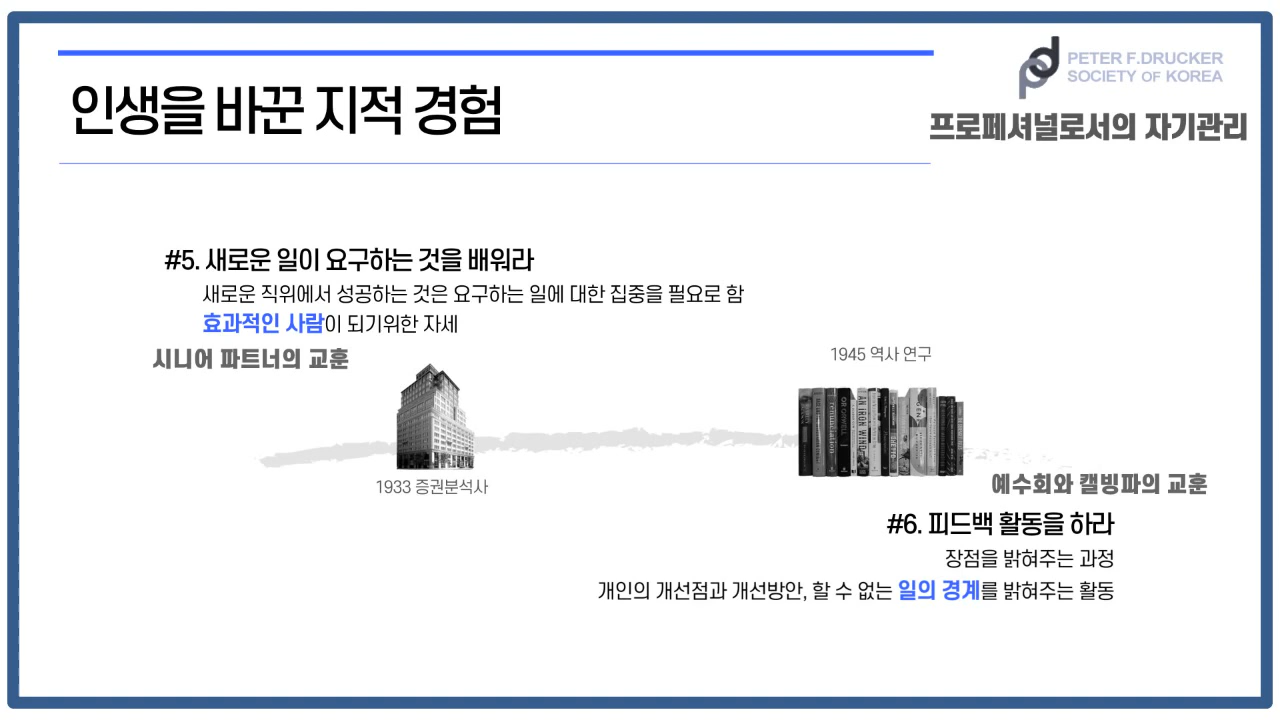 PETER F.DRUCKER
SOCIETY OF KOREA
인생을 바꾼 지적 경험
프로페셔널로서의 자기관리
#5. 새로운 일이 요구하는 것을 배워라
새로운 직위에서 성공하는 것은 요구하는 일에 대한 집중을 필요로 함
효과적인 사람이 되기위한 자세
시니어 파트너의 교훈
1933 증권분석사
1945 역사 연구
renunciation
ORWELL
AN IRON WIND
예수회와 캘빙파의 교훈
#6. 피드백 활동을 하라
장점을 밝혀주는 과정
개인의 개선점과 개선방안, 할 수 없는 일의 경계를 밝혀주는 활동